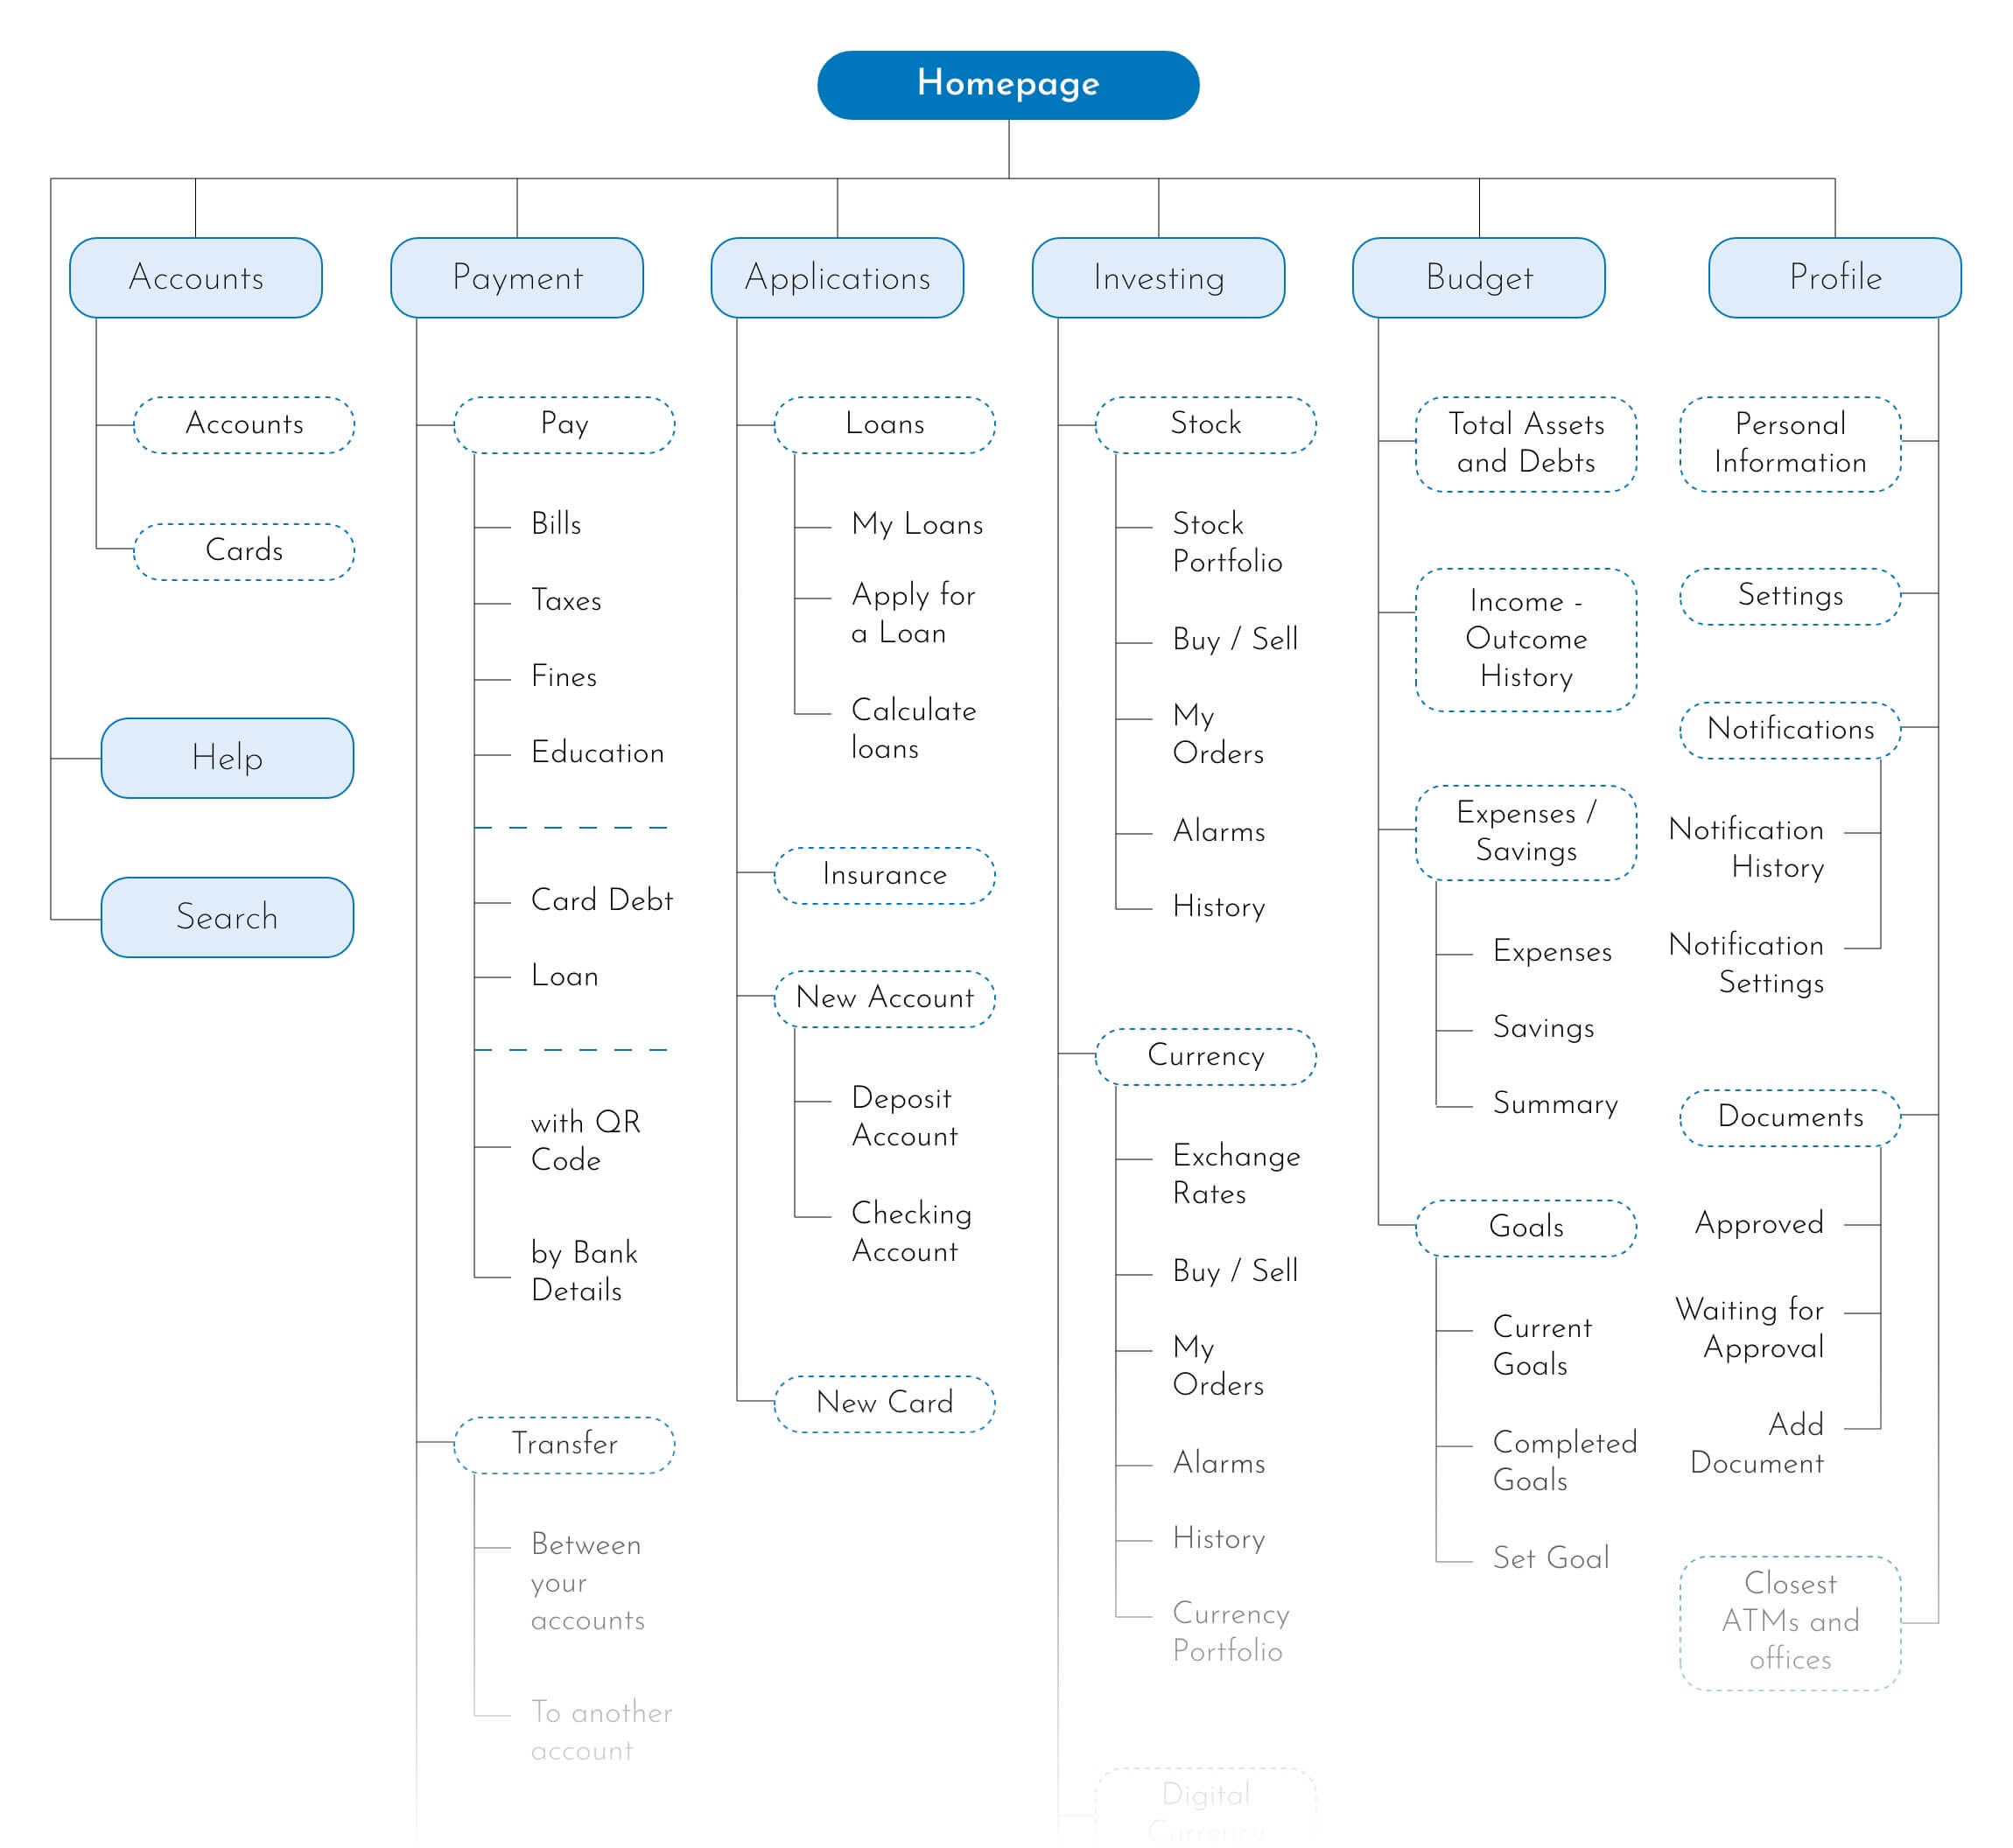 Homepage
Accounts
Payment
Applications
Investing
Budget
Profile
Accounts
Cards
Help
Search
Pay
Bills
Taxes
Fines
Education
Card Debt
Loan
with QR
Code
by Bank
Details
Transfer
Between
your
accounts
To another
account
Loans
My Loans
Apply for
a Loan
Calculate
loans
Insurance
New Account
Deposit
Account
Checking
Account
New Card
Stock
Stock
Portfolio
Buy / Sell
My
Orders
Alarms
History
Currency
Exchange
Rates
Buy / Sell
My
Orders
Alarms
History
Currency
Portfolio
Digital
Currency
Total Assets
and Debts
Income -
Outcome
History
Expenses /
Savings
Expenses
Savings
Summary
Goals
Current
Goals
Completed
Goals
Set Goal
Personal
Information
Settings
Notifications
Notification
History
Notification
Settings
Documents
Approved
Waiting for
Approval
Add
Document
Closest
ATMs and
offices